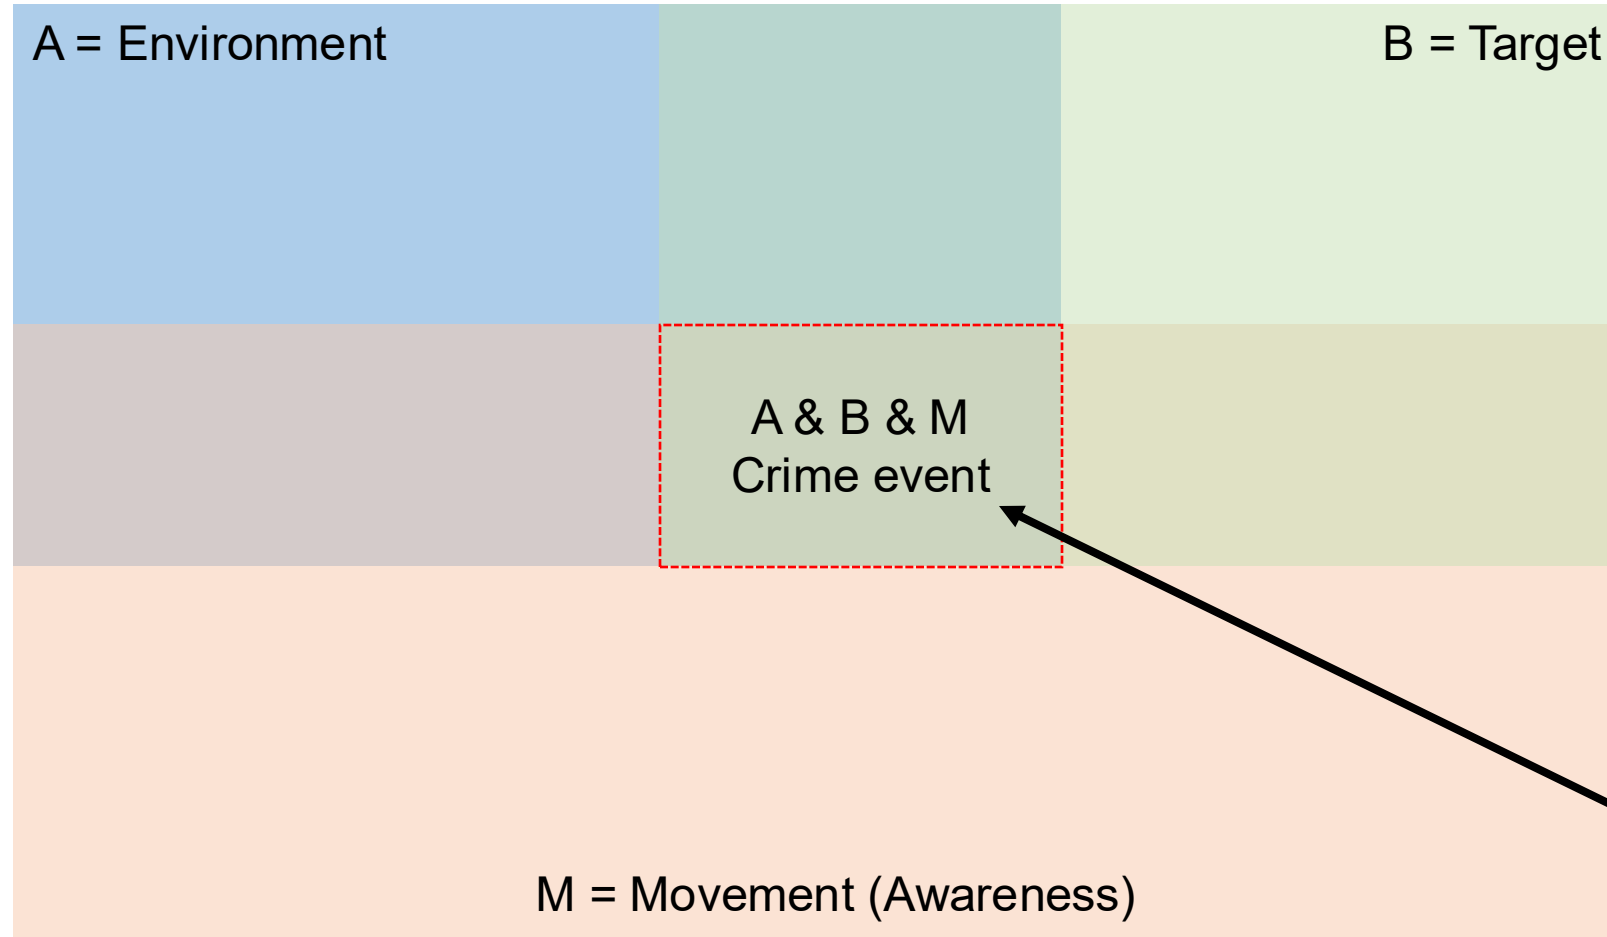 A = Environment
B = Target
A & B & M
Crime event
M = Movement (Awareness)